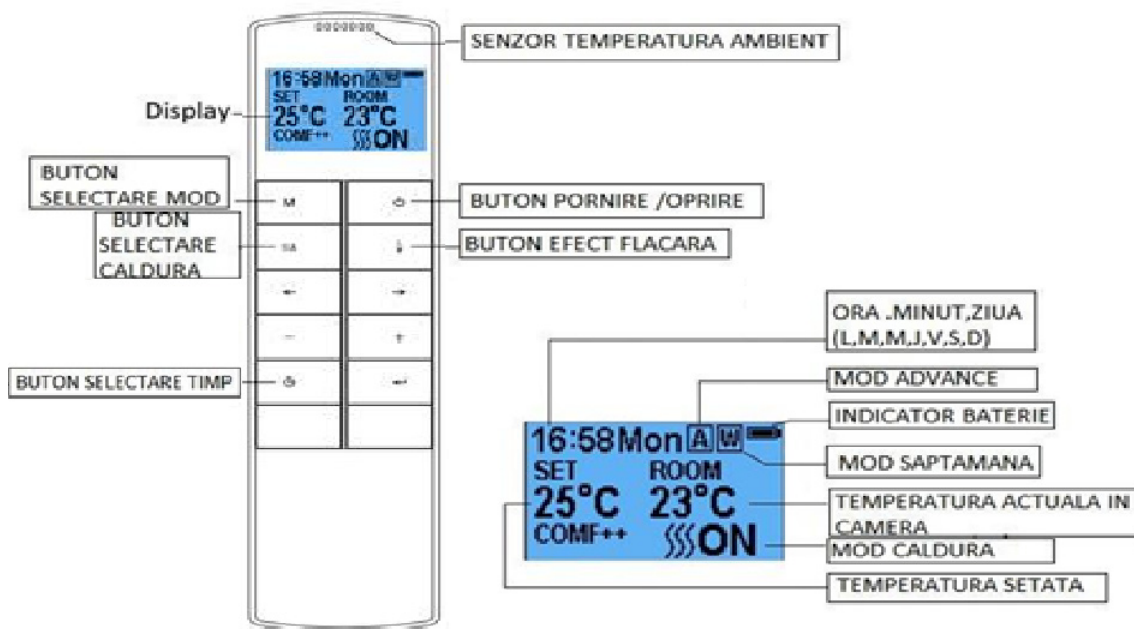 SENZOR TEMPERATURA AMBIENT
16:58Mon A W
SET ROOM
25°C 23°C
COMF++ ON
Display
BUTON
SELECTARE MOD
M
BUTON PORNIRE /OPRIRE
BUTON
SELECTARE
CALDURA
BUTON EFECT FLACARA
←
→
-
+
BUTON SELECTARE TIMP
ORA .MINUT,ZIUA
(L,M,M,J,V,S,D)
MOD ADVANCE
INDICATOR BATERIE
16:58Mon A W
MOD SAPTAMANA
SET ROOM
25°C 23°C
TEMPERATURA ACTUALA IN
CAMERA
COMF++ ON
MOD CALDURA
TEMPERATURA SETATA